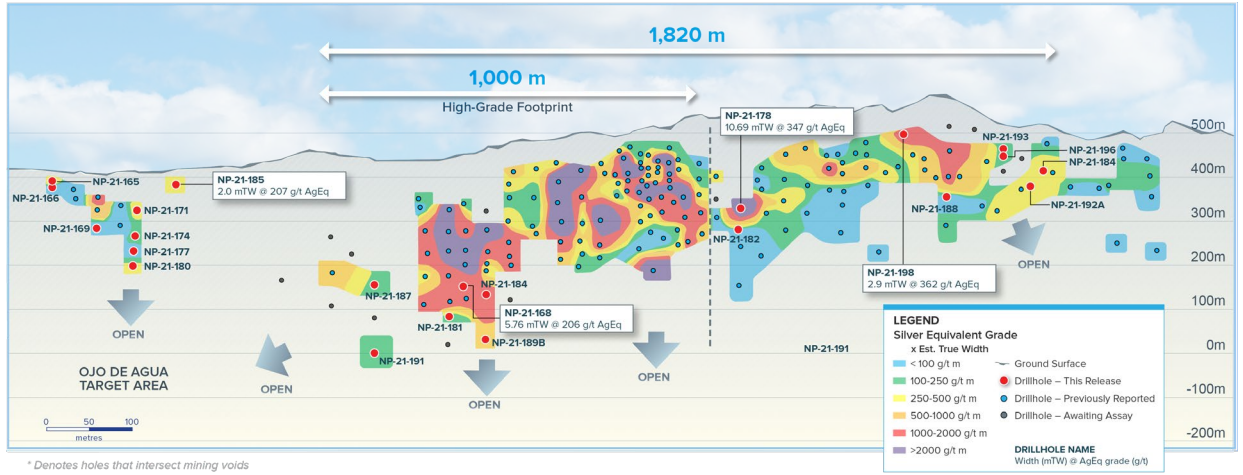 1,820 m
1,000 m
High-Grade Footprint
NP-21-178
10.69 mTW @ 347 g/t AgEq
500m
NP-21-193
NP-21-196
NP-21-184
400m
NP-21-165
NP-21-185
2.0 mTW @ 207 g/t AgEq
NP-21-166
NP-21-192A
NP-21-171
NP-21-188
300m
NP-21-169
NP-21-174
NP-21-182
NP-21-177
NP-21-180
OPEN
200m
NP-21-198
2.9 mTW @ 362 g/t AgEq
NP-21-184
NP-21-187
NP-21-168
5.76 mTW @ 206 g/t AgEq
100m
NP-21-181
OPEN
NP-21-189B
NP-21-191
0m
NP-21-191
OJO DE AGUA
TARGET AREA
OPEN
OPEN
OPEN
-100m
-200m
0 50 100
metres
LEGEND
Silver Equivalent Grade
x Est. True Width
< 100 g/t m
100-250 g/t m
250-500 g/t m
500-1000 g/t m
1000-2000 g/t m
>2000 g/t m
Ground Surface
Drillhole – This Release
Drillhole – Previously Reported
Drillhole – Awaiting Assay
DRILLHOLE NAME
Width (mTW) @ AgEq grade (g/t)
* Denotes holes that intersect mining voids